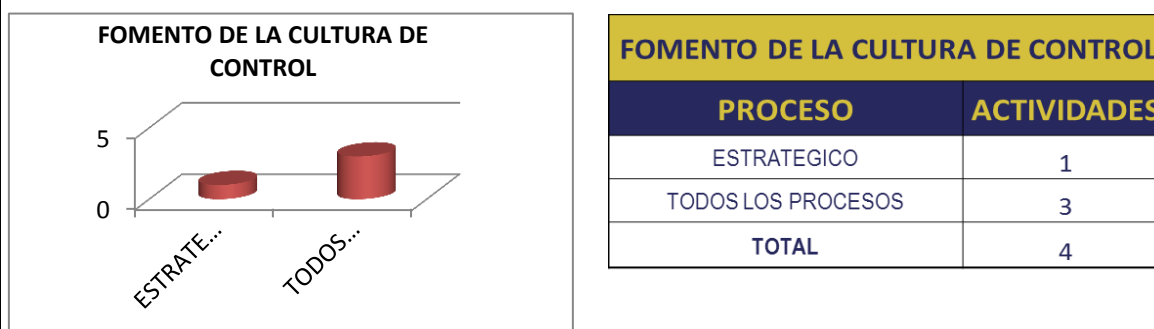 FOMENTO DE LA CULTURA DE
CONTROL
5
0
ESTRATE...
TODOS...
FOMENTO DE LA CULTURA DE CONTROL
PROCESO ACTIVIDADES
ESTRATEGICO 1
TODOS LOS PROCESOS 3
TOTAL 4